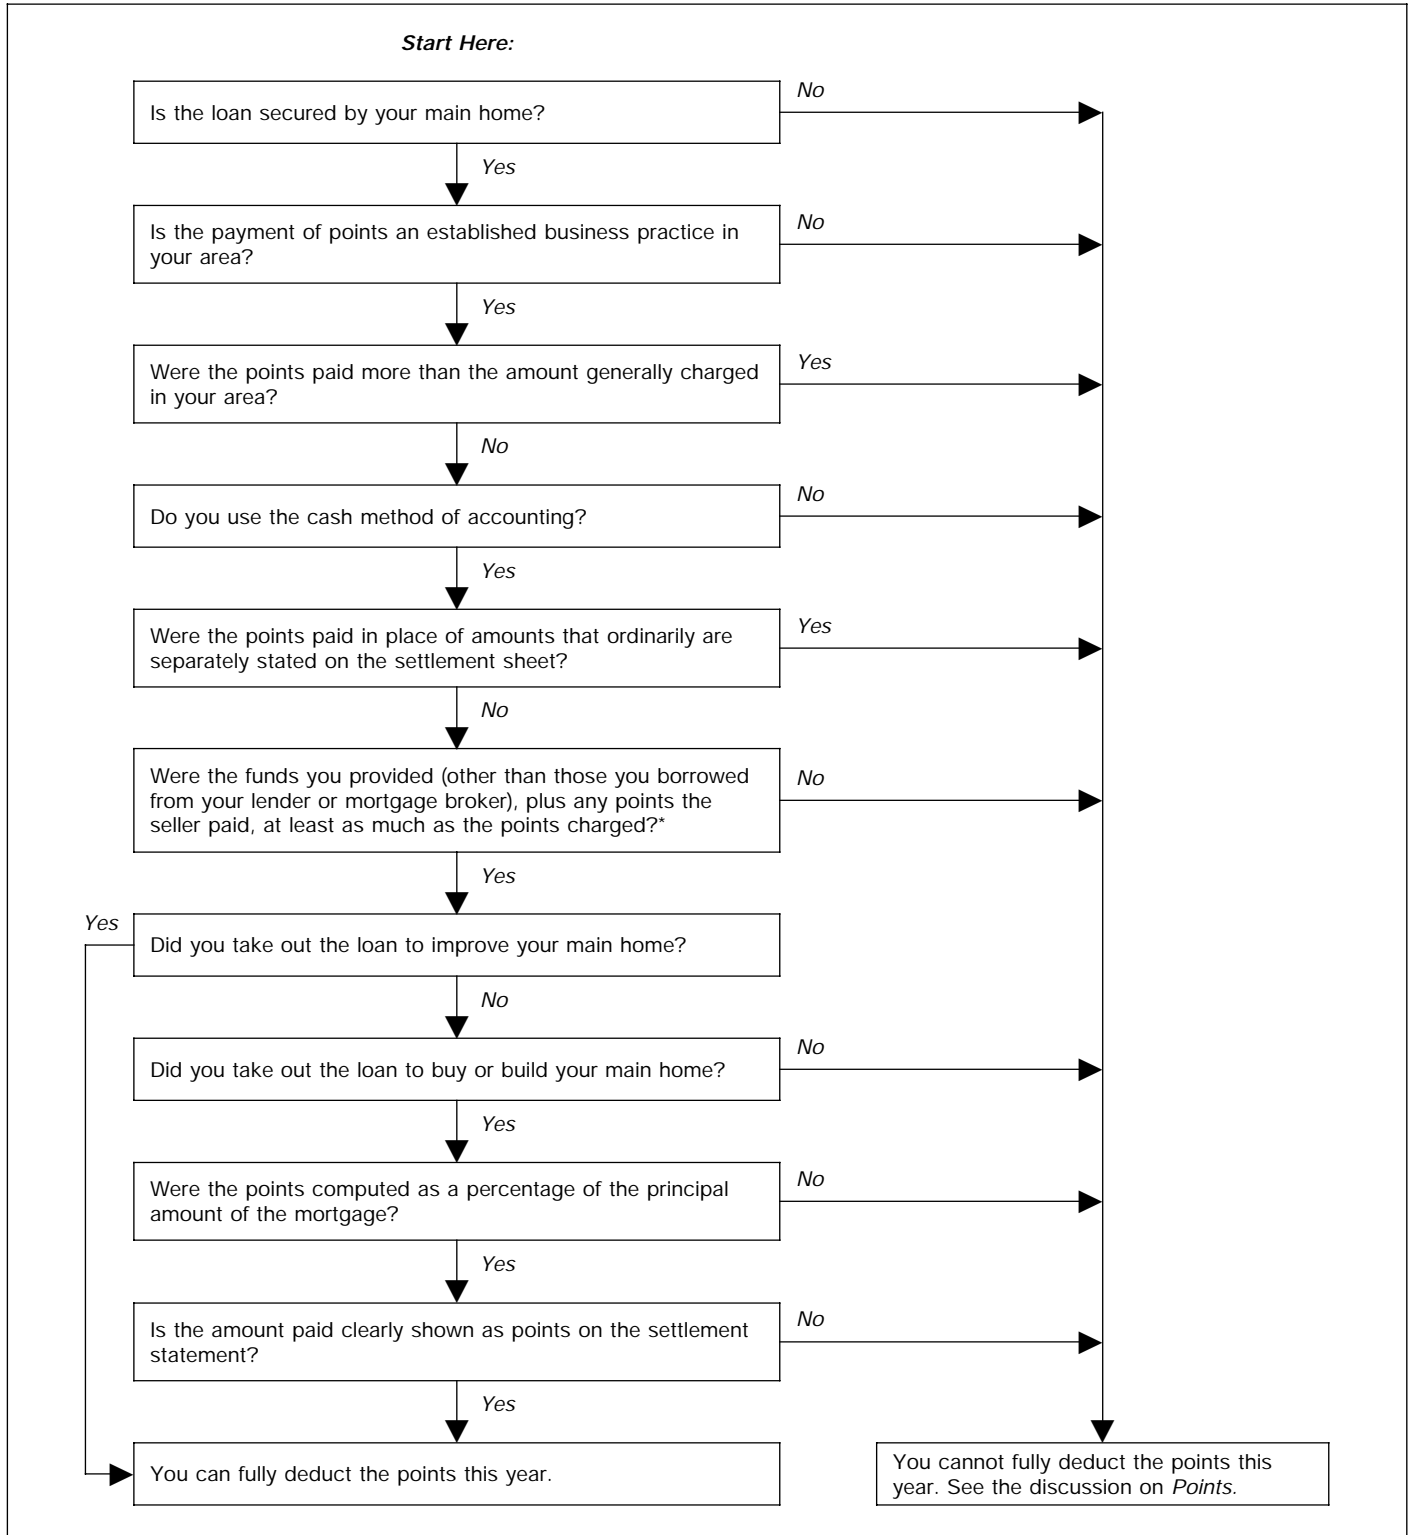 Start Here:
Is the loan secured by your main home?
No
Yes
Is the payment of points an established business practice in
your area?
No
Yes
Were the points paid more than the amount generally charged
in your area?
Yes
No
Do you use the cash method of accounting?
No
Yes
Were the points paid in place of amounts that ordinarily are
separately stated on the settlement sheet?
Yes
No
Were the funds you provided (other than those you borrowed
from your lender or mortgage broker), plus any points the
seller paid, at least as much as the points charged?*
No
Yes
Yes
Did you take out the loan to improve your main home?
No
Did you take out the loan to buy or build your main home?
No
Yes
Were the points computed as a percentage of the principal
amount of the mortgage?
No
Yes
Is the amount paid clearly shown as points on the settlement
statement?
No
Yes
You can fully deduct the points this year.
You cannot fully deduct the points this
year. See the discussion on Points.